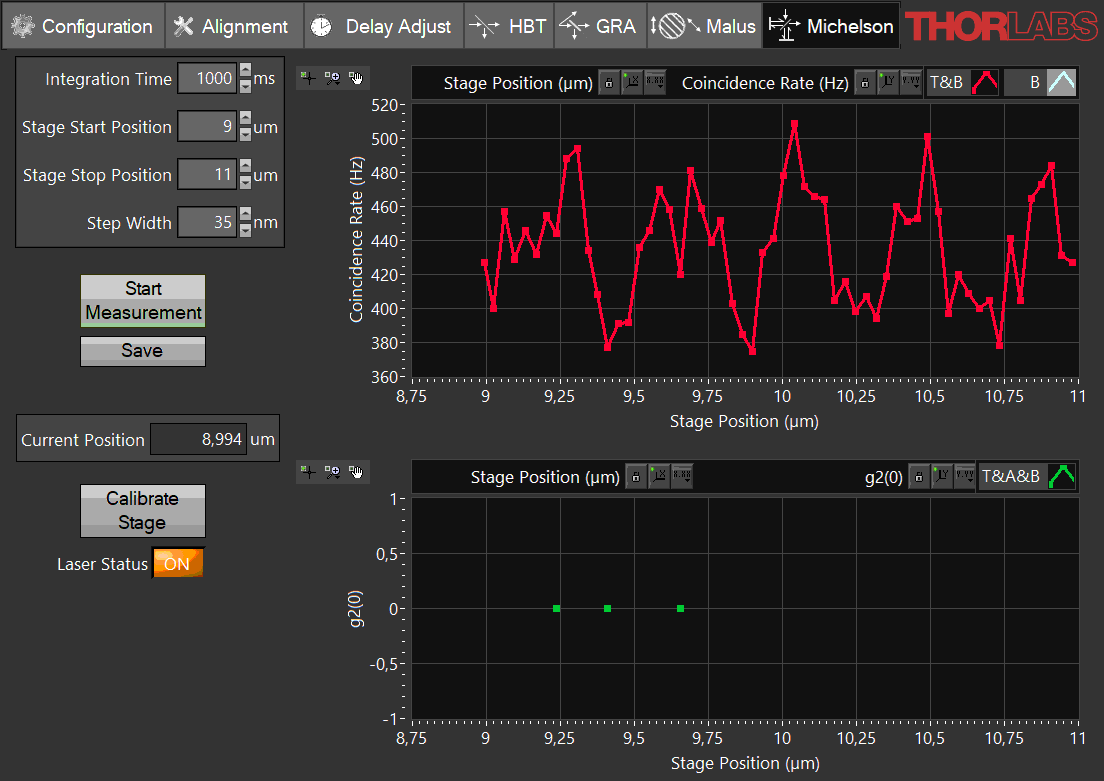 Configuration Alignment Delay Adjust HBT GRA Malus Michelson THORLABS
Integration Time 1000 ms
Stage Start Position 9 um
Stage Stop Position 11 um
Step Width 35 nm
Start
Measurement
Save
Current Position 8,994 um
Calibrate
Stage
Laser Status ON
Stage Position (µm) Coincidence Rate (Hz) T&B B
Coincidence Rate (Hz)
520
500
480
460
440
420
400
380
360
8,75 9 9,25 9,5 9,75 10 10,25 10,5 10,75 11
Stage Position (µm)
Stage Position (µm) g2(0) T&A&B
g2(0)
1
0,5
0
-0,5
-1
8,75 9 9,25 9,5 9,75 10 10,25 10,5 10,75 11
Stage Position (µm)